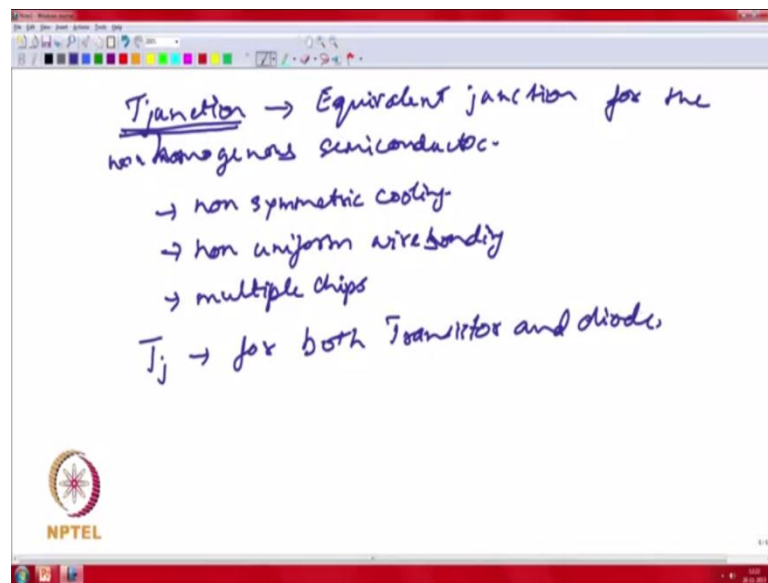 Tjunction → Equivalent junction for the
non homogenous semiconductor.
→ non symmetric cooling.
→ non uniform wirebonding
→ multiple chips
Tj → for both Transistor and diode,
NPTEL